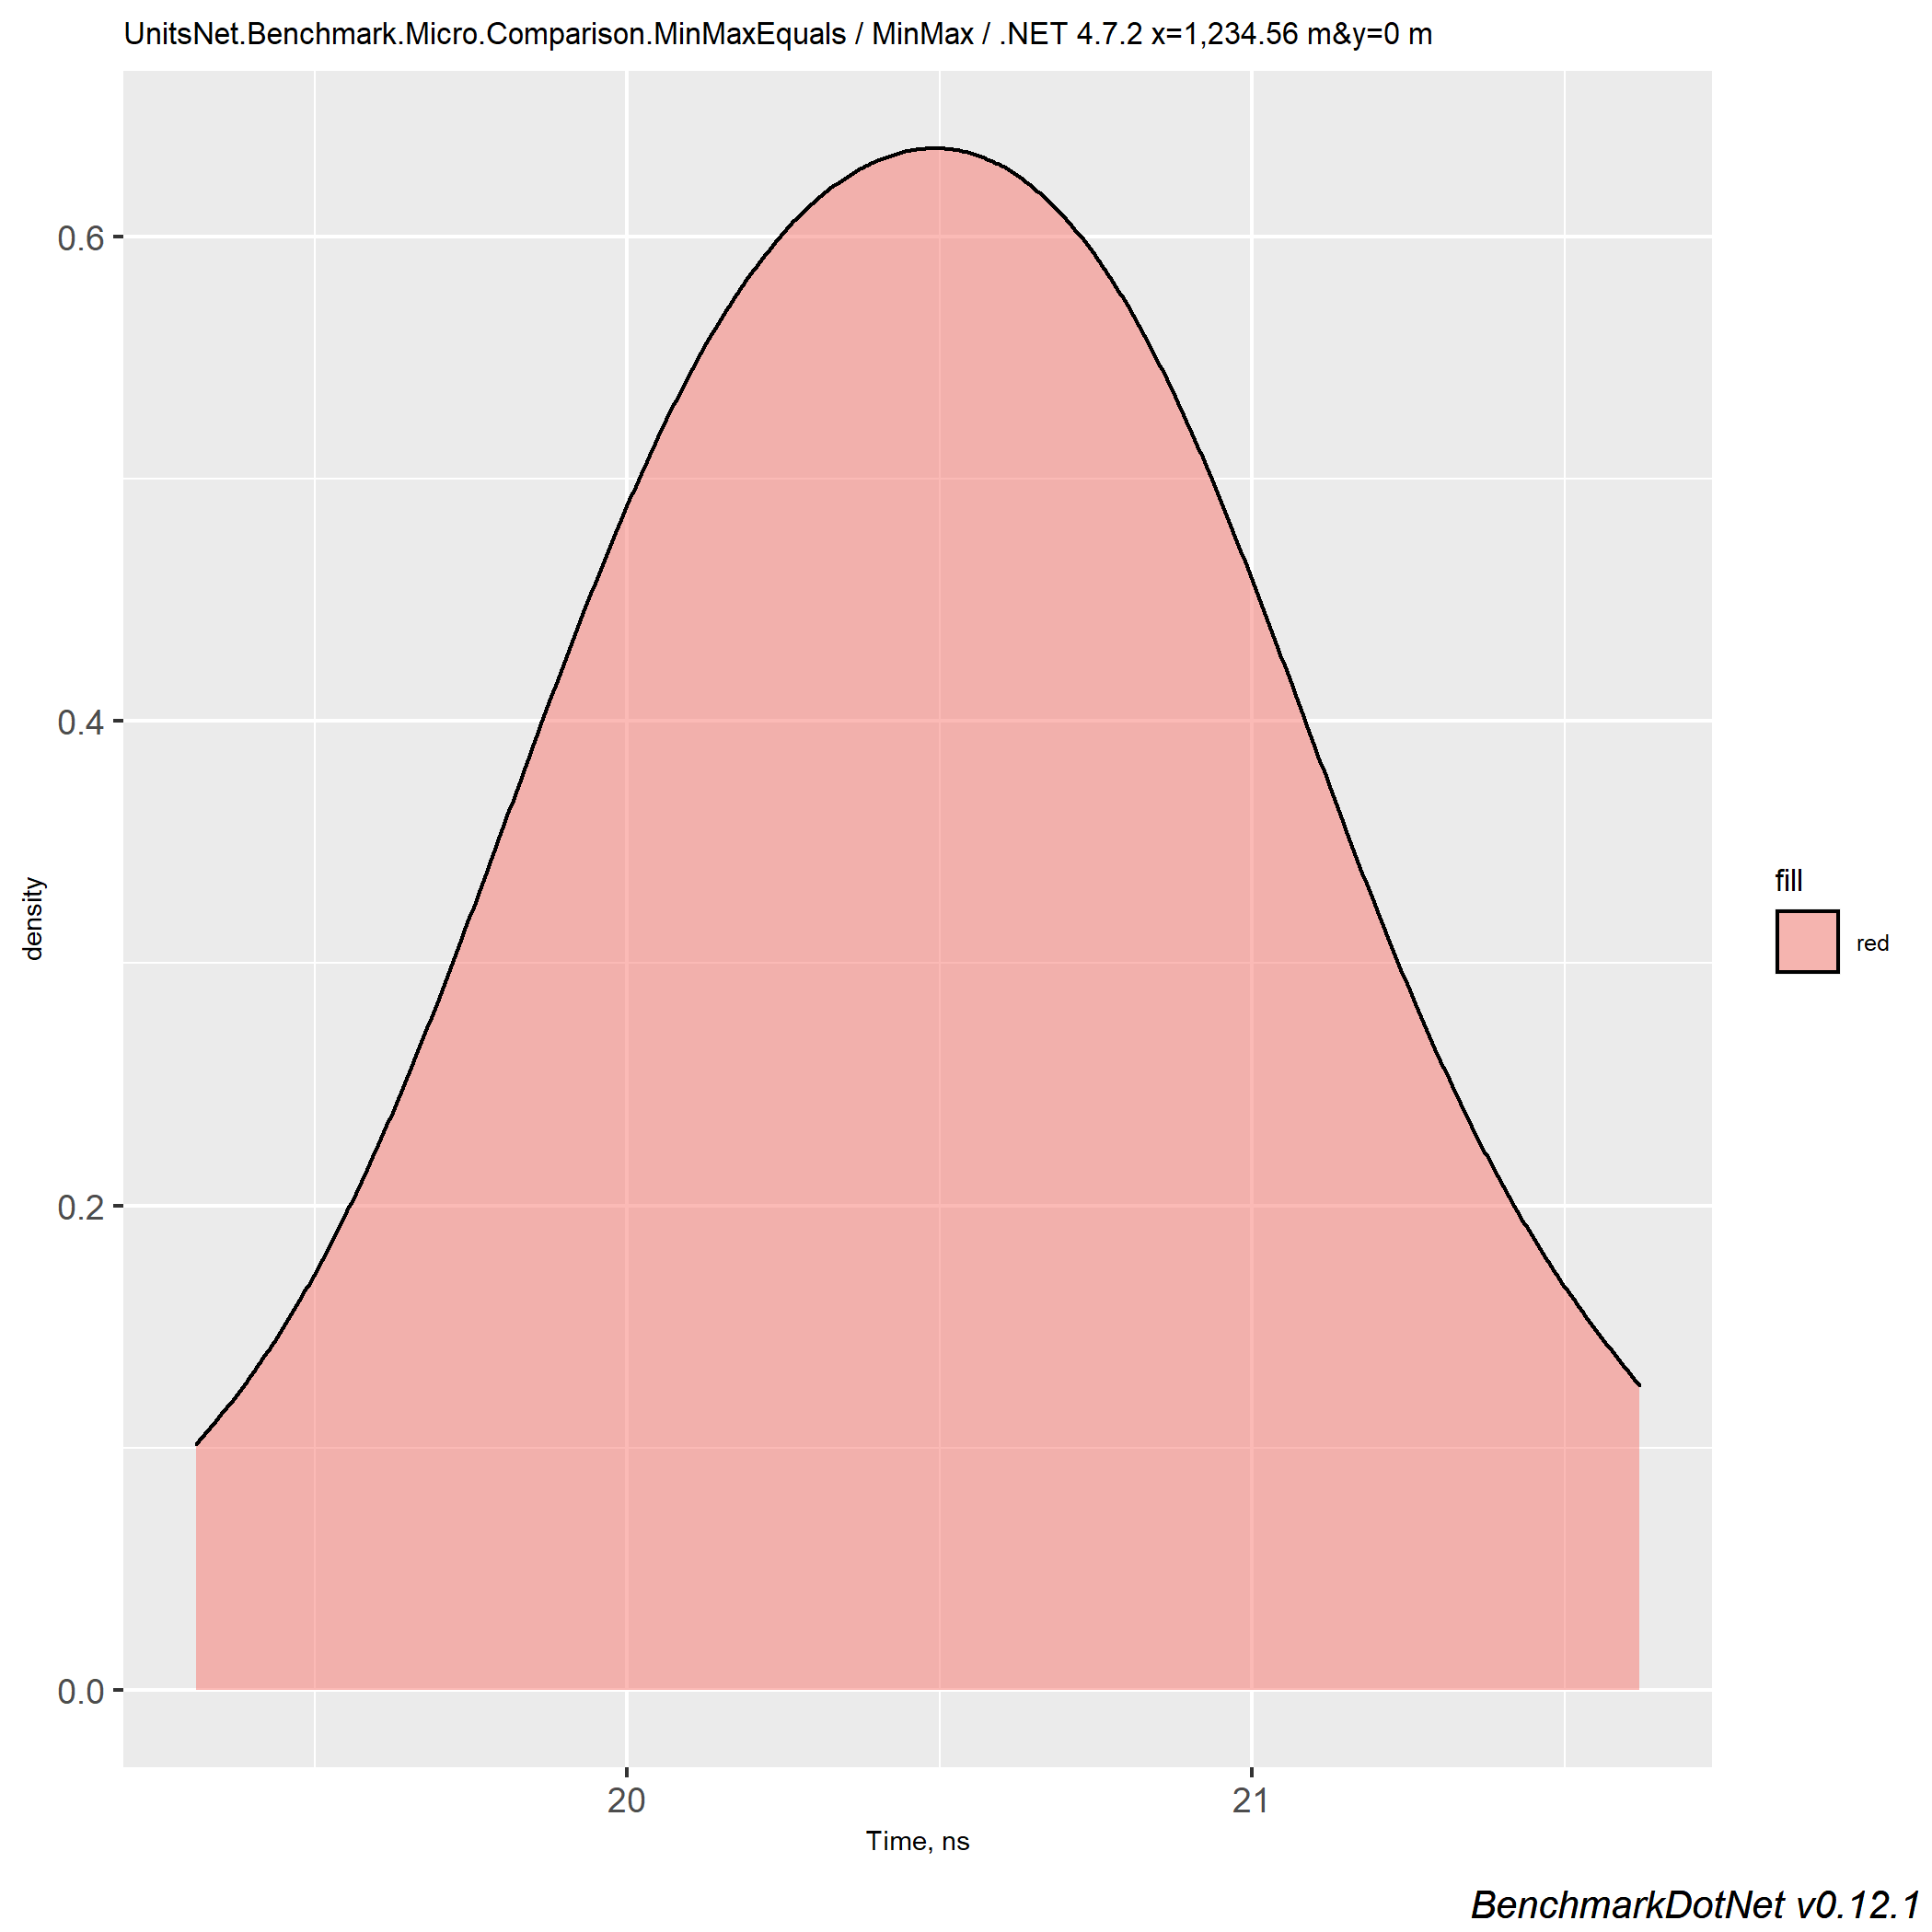 UnitsNet.Benchmark.Micro.Comparison.MinMaxEquals / MinMax / .NET 4.7.2 x=1,234.56 m&y=0 m
0.6
0.4
0.2
0.0
density
20
21
Time, ns
fill
red
BenchmarkDotNet v0.12.1